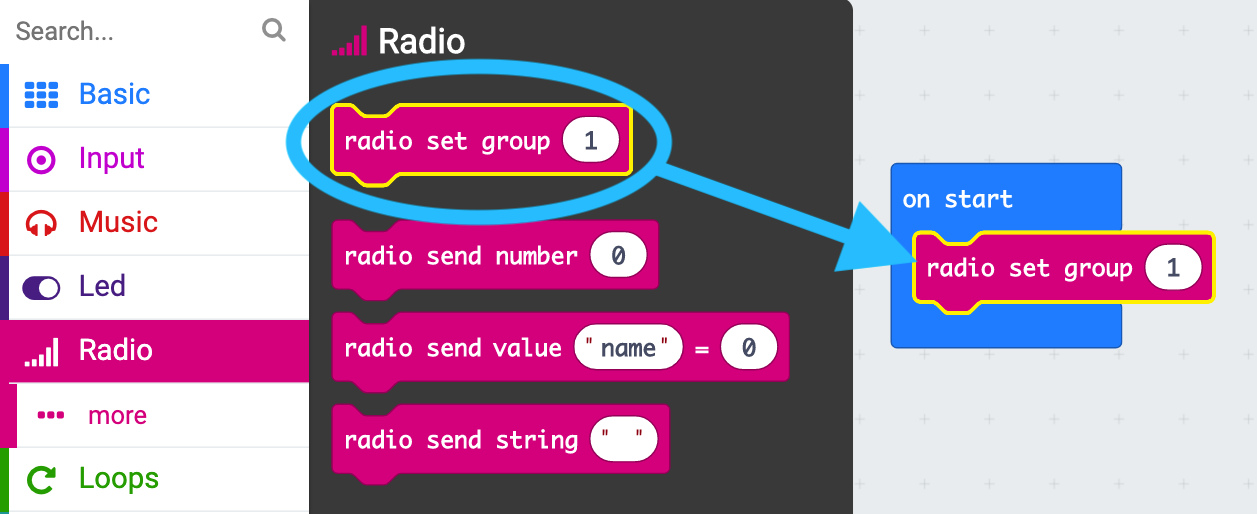 Search...
Basic
Input
Music
Led
Radio
more
Loops
Radio
radio set group 1
radio send number 0
radio send value "name" = 0
radio send string " "
on start
radio set group 1